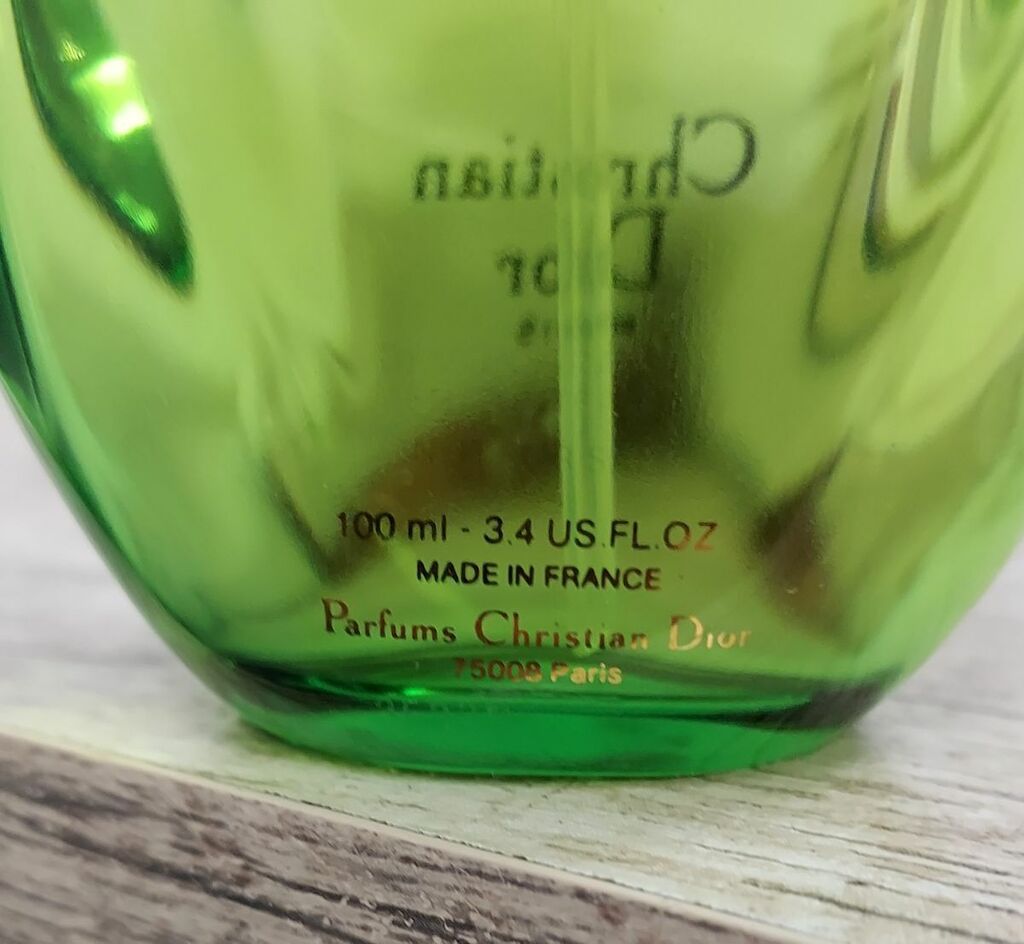 Christian
Dior
100 ml - 3.4 US.FL.OZ
MADE IN FRANCE
Parfums Christian Dior
75008 Paris